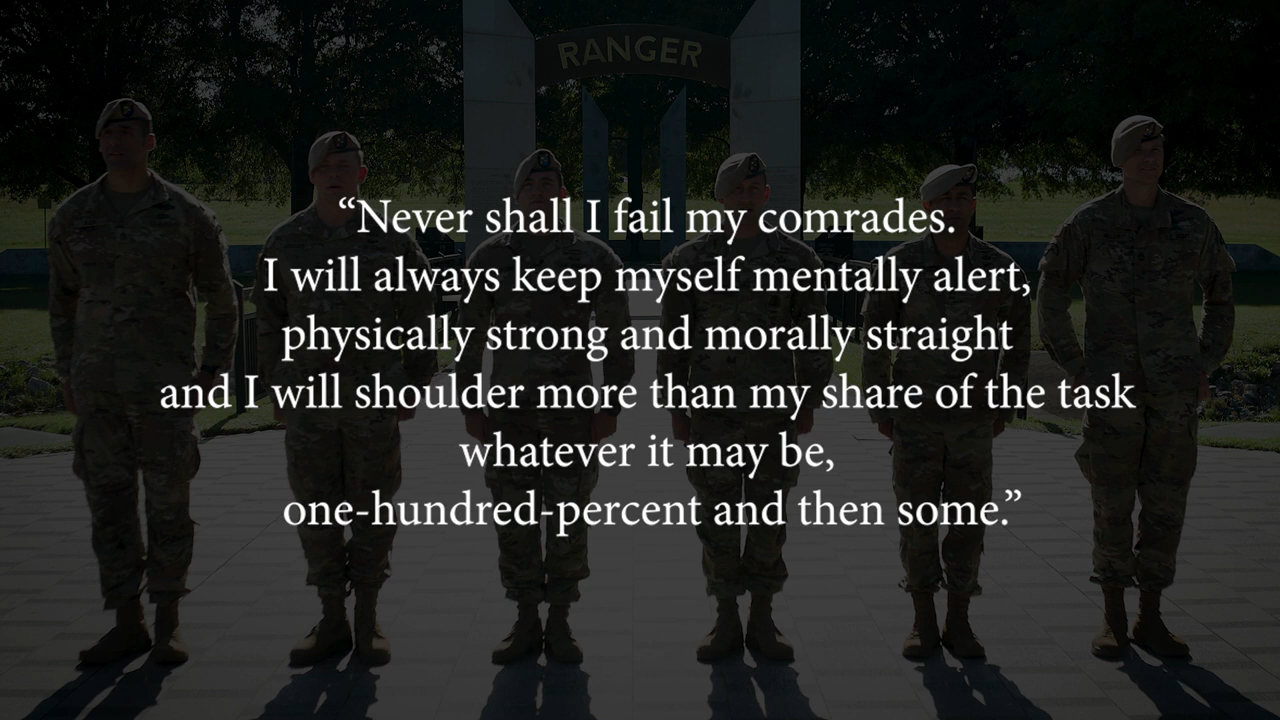 RANGER
“Never shall I fail my comrades.
I will always keep myself mentally alert,
physically strong and morally straight
and I will shoulder more than my share of the task
whatever it may be,
one-hundred-percent and then some.”